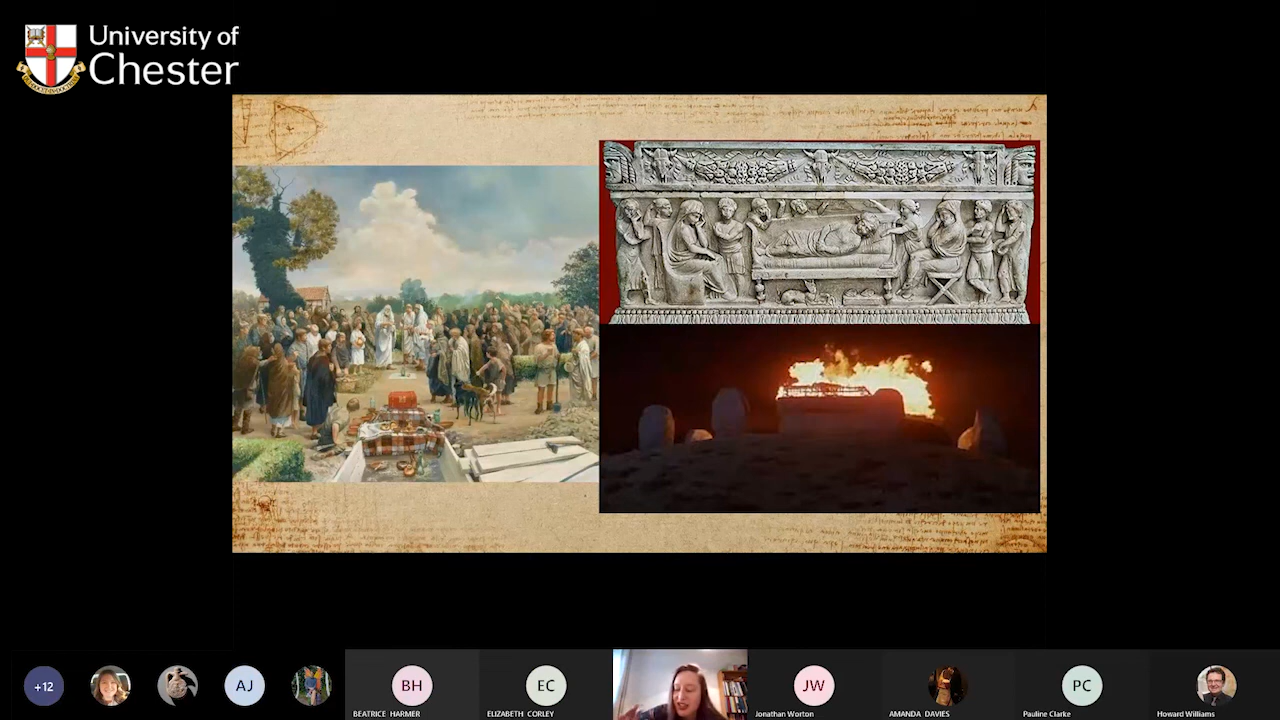 University of
Chester
+12
AJ
BH
BEATRICE HARMER
EC
ELIZABETH CORLEY
JW
Jonathan Worton
AMANDA DAVIES
PC
Pauline Clarke
Howard Williams